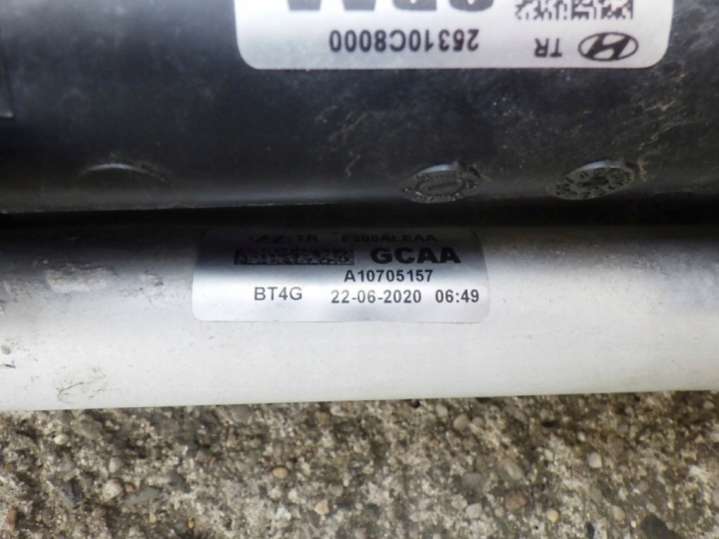 25310C8000
TR
GCAA
A10705157
BT4G 22-06-2020 06:49